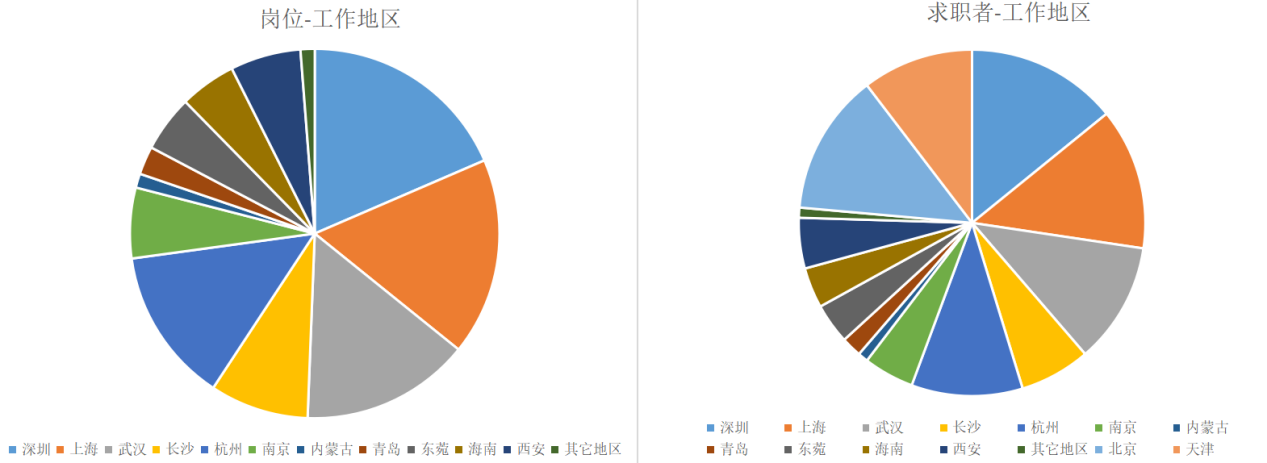 岗位-工作地区
深圳 上海 武汉 长沙 杭州 南京 内蒙古 青岛 东菀 海南 西安 其它地区
求职者-工作地区
深圳 上海 武汉 长沙 杭州 南京 内蒙古
青岛 东菀 海南 西安 其它地区 北京 天津